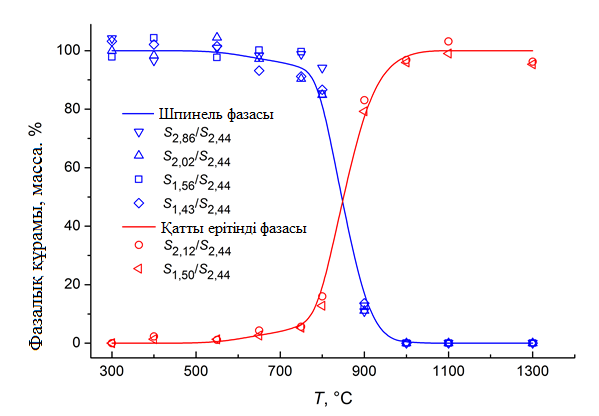 Фазалық құрамы, масса. %
100
80
60
40
20
0
Шпинель фазасы
S2,86/S2,44
S2,02/S2,44
S1,56/S2,44
S1,43/S2,44
Қатты ерітінді фазасы
S2,12/S2,44
S1,50/S2,44
300 500 700 900 1100 1300
T, °C